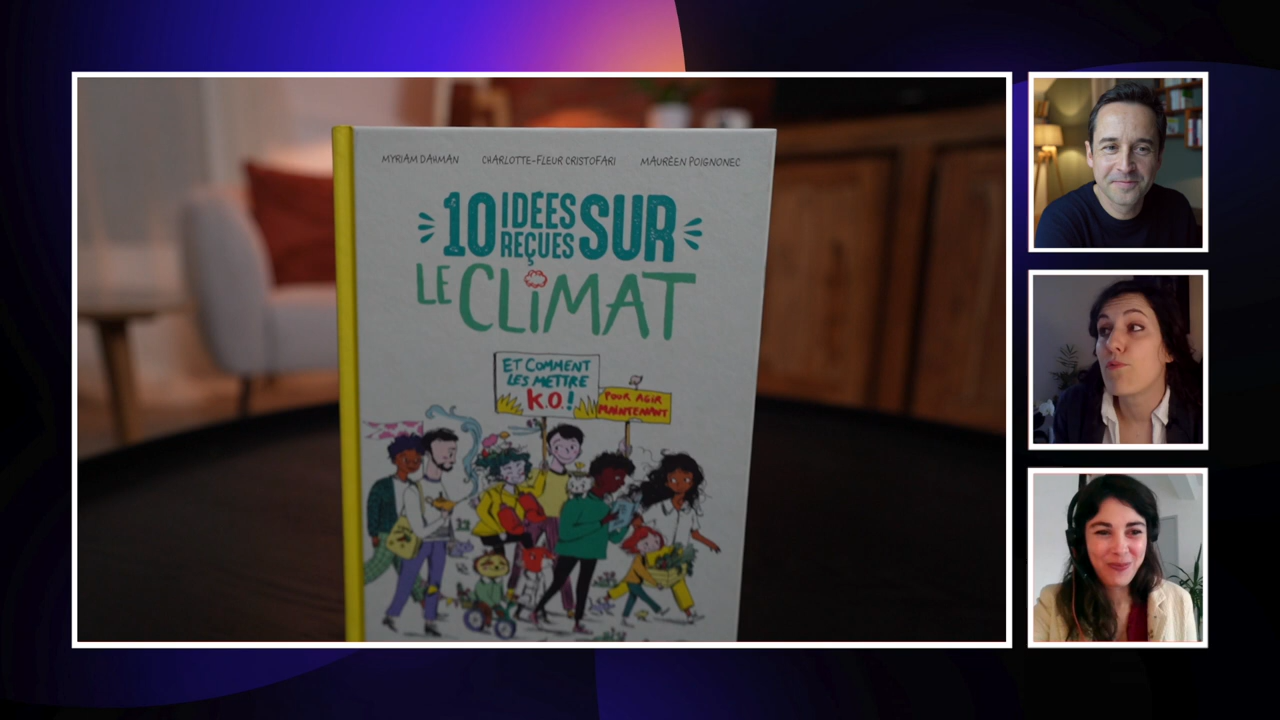 MYRIAM DAHMAN CHARLOTTE-FLEUR CRISTOFARI MAURÈEN POIGNONEC
10 IDÉES REÇUES SUR
LE CLiMAT
ET COMMENT
LES METTRE
K.O.!
POUR AGIR
MAINTENANT